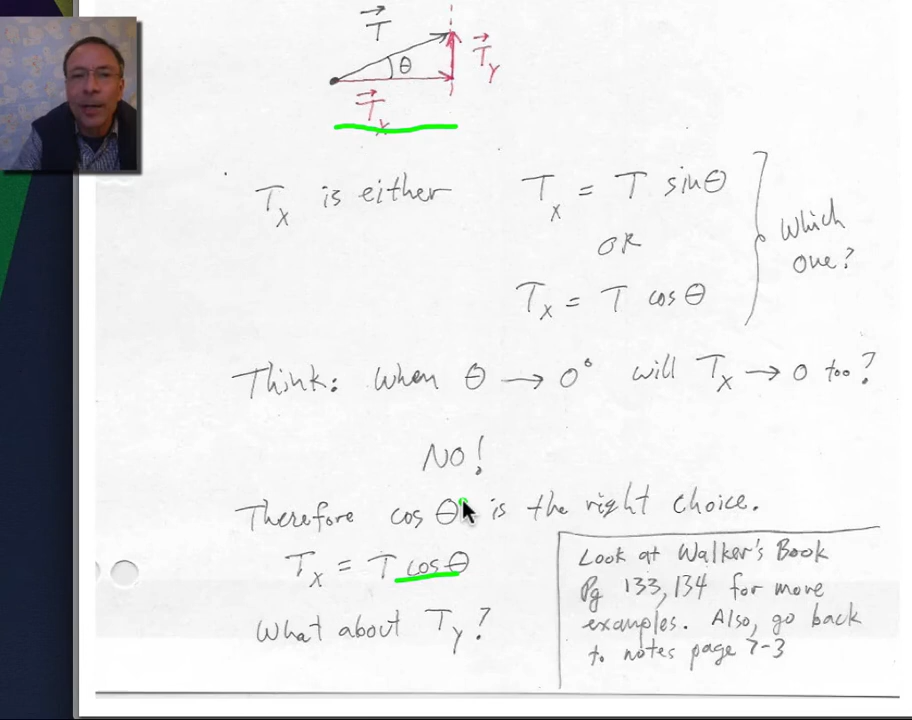 T
θ
T_y
T_x
T_x is either T_x = T sinθ
OR
T_x = T cosθ
Which
one?
Think: When θ → 0° will T_x → 0 too?
NO!
Therefore cos θ is the right choice.
T_x = T cosθ
What about T_y?
Look at Walker's Book
Pg 133,134 for more
examples. Also, go back
to notes page 7-3